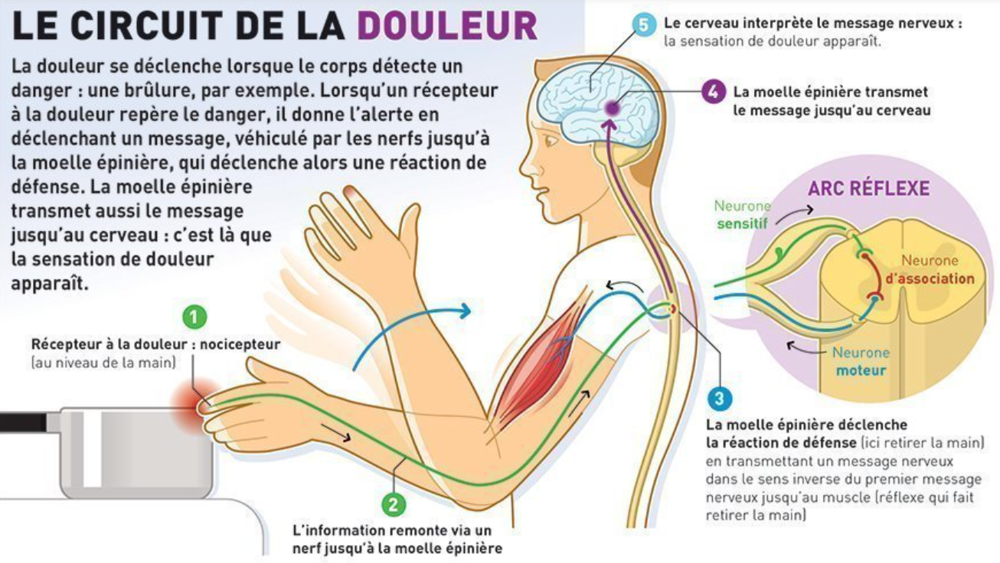 LE CIRCUIT DE LA DOULEUR
La douleur se déclenche lorsque le corps détecte un
danger : une brûlure, par exemple. Lorsqu'un récepteur
à la douleur repère le danger, il donne l'alerte en
déclenchant un message, véhiculé par les nerfs jusqu'à
la moelle épinière, qui déclenche alors une réaction de
défense. La moelle épinière
transmet aussi le message
jusqu'au cerveau : c'est là que
la sensation de douleur
apparaît.
1
Récepteur à la douleur : nocicepteur
(au niveau de la main)
2
L'information remonte via un
nerf jusqu'à la moelle épinière
5
Le cerveau interprète le message nerveux :
la sensation de douleur apparaît.
4
La moelle épinière transmet
le message jusqu'au cerveau
ARC RÉFLEXE
Neurone
sensitif
Neurone
d'association
Neurone
moteur
3
La moelle épinière déclenche
la réaction de défense (ici retirer la main)
en transmettant un message nerveux
dans le sens inverse du premier message
nerveux jusqu'au muscle (réflexe qui fait
retirer la main)